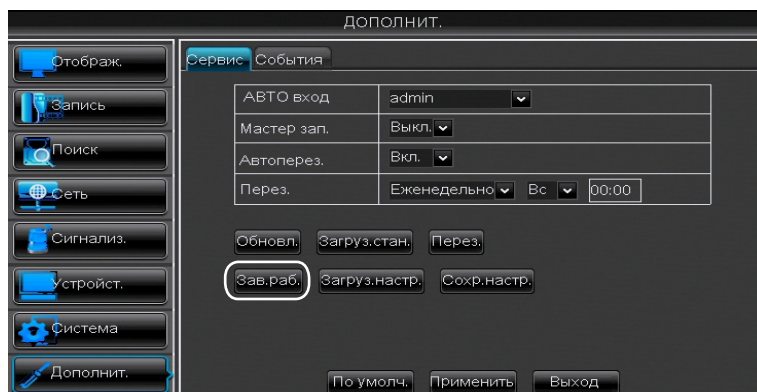 ДОПОЛНИТ.
Отображ.
Запись
Поиск
Сеть
Сигнализ.
Устройст.
Система
Дополнит.
Сервис События
АВТО вход admin
Мастер зап. Выкл.
Автоперез. Вкл.
Перез. Еженедельно Вс 00:00
Обновл. Загруз.стан. Перез.
Зав.раб. Загруз.настр. Сохр.настр.
По умолч. Применить Выход